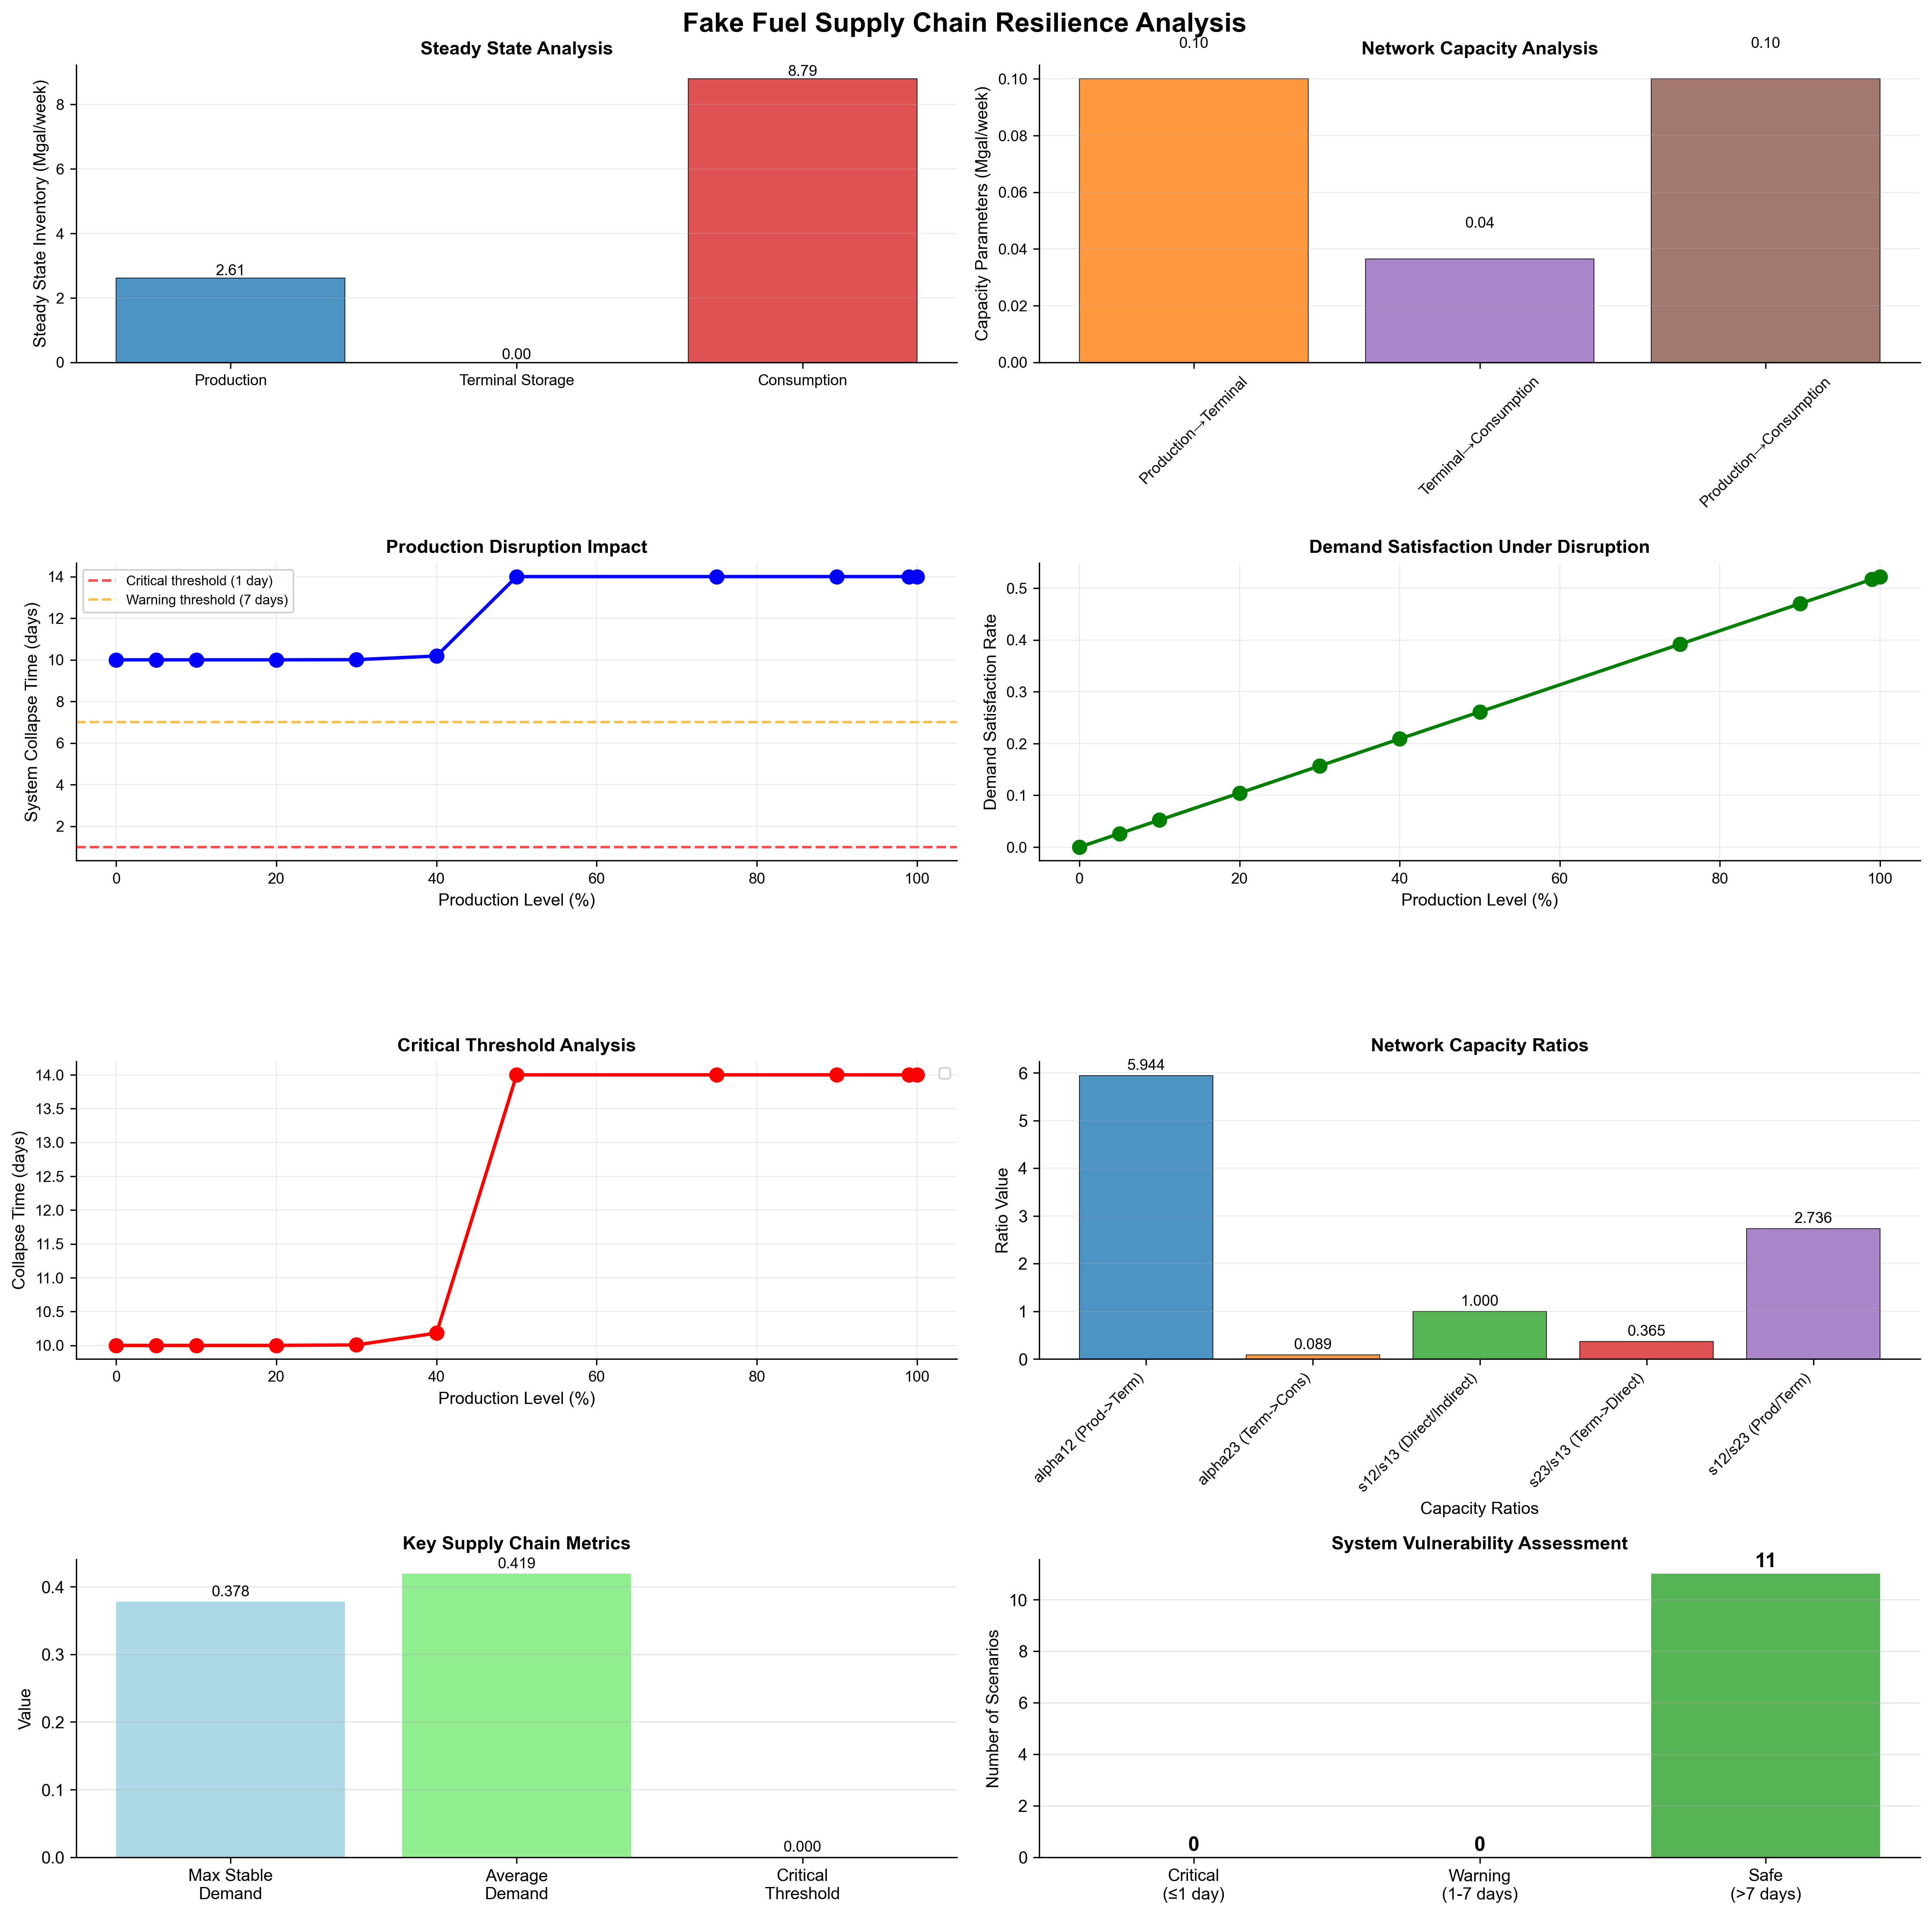 Fake Fuel Supply Chain Resilience Analysis
Steady State Analysis
Steady State Inventory (Mgal/week)
8
6
4
2
0
2.61
0.00
8.79
Production
Terminal Storage
Consumption
Network Capacity Analysis
Capacity Parameters (Mgal/week)
0.10
0.08
0.06
0.04
0.02
0.00
0.10
0.04
0.10
Production→Terminal
Terminal→Consumption
Production→Consumption
Production Disruption Impact
System Collapse Time (days)
14
12
10
8
6
4
2
Critical threshold (1 day)
Warning threshold (7 days)
0
20
40
60
80
100
Production Level (%)
Demand Satisfaction Under Disruption
Demand Satisfaction Rate
0.5
0.4
0.3
0.2
0.1
0.0
0
20
40
60
80
100
Production Level (%)
Critical Threshold Analysis
Collapse Time (days)
14.0
13.5
13.0
12.5
12.0
11.5
11.0
10.5
10.0
0
20
40
60
80
100
Production Level (%)
Network Capacity Ratios
Ratio Value
6
5
4
3
2
1
0
5.944
0.089
1.000
0.365
2.736
alpha12 (Prod->Term)
alpha23 (Term->Cons)
s12/s13 (Direct/Indirect)
s23/s13 (Term->Direct)
s12/s23 (Prod/Term)
Capacity Ratios
Key Supply Chain Metrics
Value
0.4
0.3
0.2
0.1
0.0
0.378
0.419
0.000
Max Stable
Demand
Average
Demand
Critical
Threshold
System Vulnerability Assessment
Number of Scenarios
10
8
6
4
2
0
0
0
11
Critical
(≤1 day)
Warning
(1-7 days)
Safe
(>7 days)